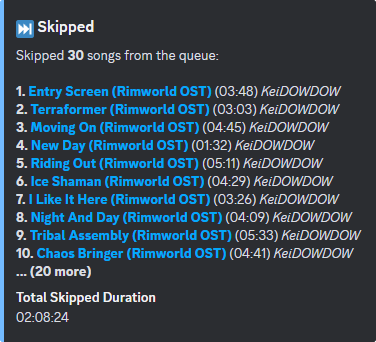 ⏭️ Skipped
Skipped 30 songs from the queue:
1. Entry Screen (Rimworld OST) (03:48) KeiDOWDOW
2. Terraformer (Rimworld OST) (03:03) KeiDOWDOW
3. Moving On (Rimworld OST) (04:45) KeiDOWDOW
4. New Day (Rimworld OST) (01:32) KeiDOWDOW
5. Riding Out (Rimworld OST) (05:11) KeiDOWDOW
6. Ice Shaman (Rimworld OST) (04:29) KeiDOWDOW
7. I Like It Here (Rimworld OST) (03:26) KeiDOWDOW
8. Night And Day (Rimworld OST) (04:09) KeiDOWDOW
9. Tribal Assembly (Rimworld OST) (05:33) KeiDOWDOW
10. Chaos Bringer (Rimworld OST) (04:41) KeiDOWDOW
... (20 more)
Total Skipped Duration
02:08:24